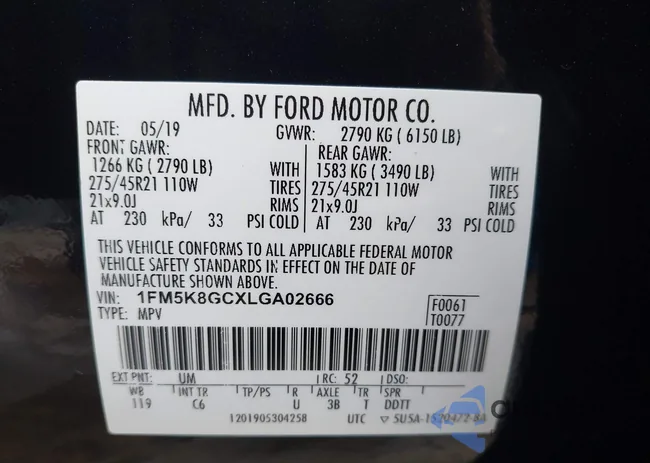 MFD. BY FORD MOTOR CO.
DATE: 05/19 GVWR: 2790 KG ( 6150 LB)
FRONT GAWR: REAR GAWR:
1266 KG ( 2790 LB) WITH 1583 KG ( 3490 LB) WITH
275/45R21 110W TIRES 275/45R21 110W TIRES
21x9.0J RIMS 21x9.0J RIMS
AT 230 kPa/ 33 PSI COLD AT 230 kPa/ 33 PSI COLD
THIS VEHICLE CONFORMS TO ALL APPLICABLE FEDERAL MOTOR
VEHICLE SAFETY STANDARDS IN EFFECT ON THE DATE OF
MANUFACTURE SHOWN ABOVE.
VIN: 1FM5K8GCXLGA02666 F0061
TYPE: MPV T0077
EXT PNT: UM RC: 52 DSO:
WB INT TR TP/PS R AXLE TR SPR
119 C6 U 3B T DDTT
1201905304258 UTC